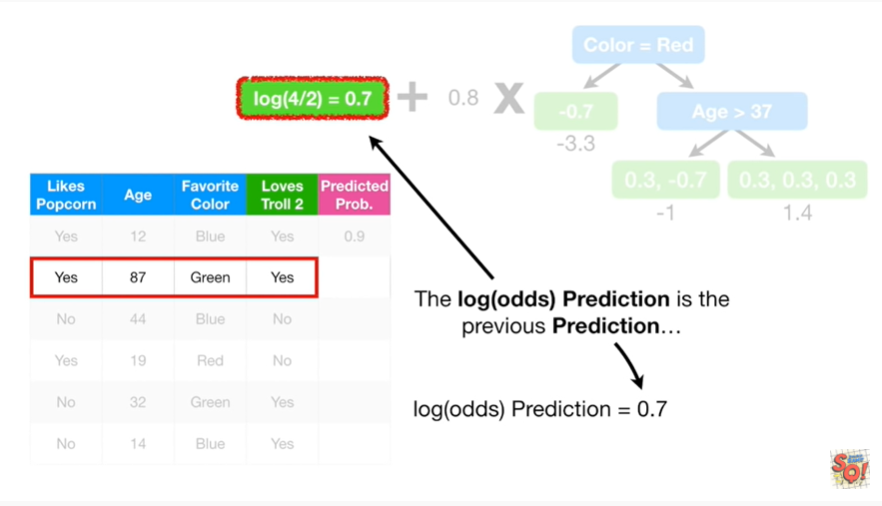 Color = Red
log(4/2) = 0.7 + 0.8 X
-0.7
Age > 37
-3.3
0.3, -0.7
0.3, 0.3, 0.3
-1
1.4
Likes Popcorn Age Favorite Color Loves Troll 2 Predicted Prob.
Yes 12 Blue Yes 0.9
Yes 87 Green Yes
No 44 Blue No
Yes 19 Red No
No 32 Green Yes
No 14 Blue Yes
The log(odds) Prediction is the
previous Prediction…
log(odds) Prediction = 0.7
SQ!